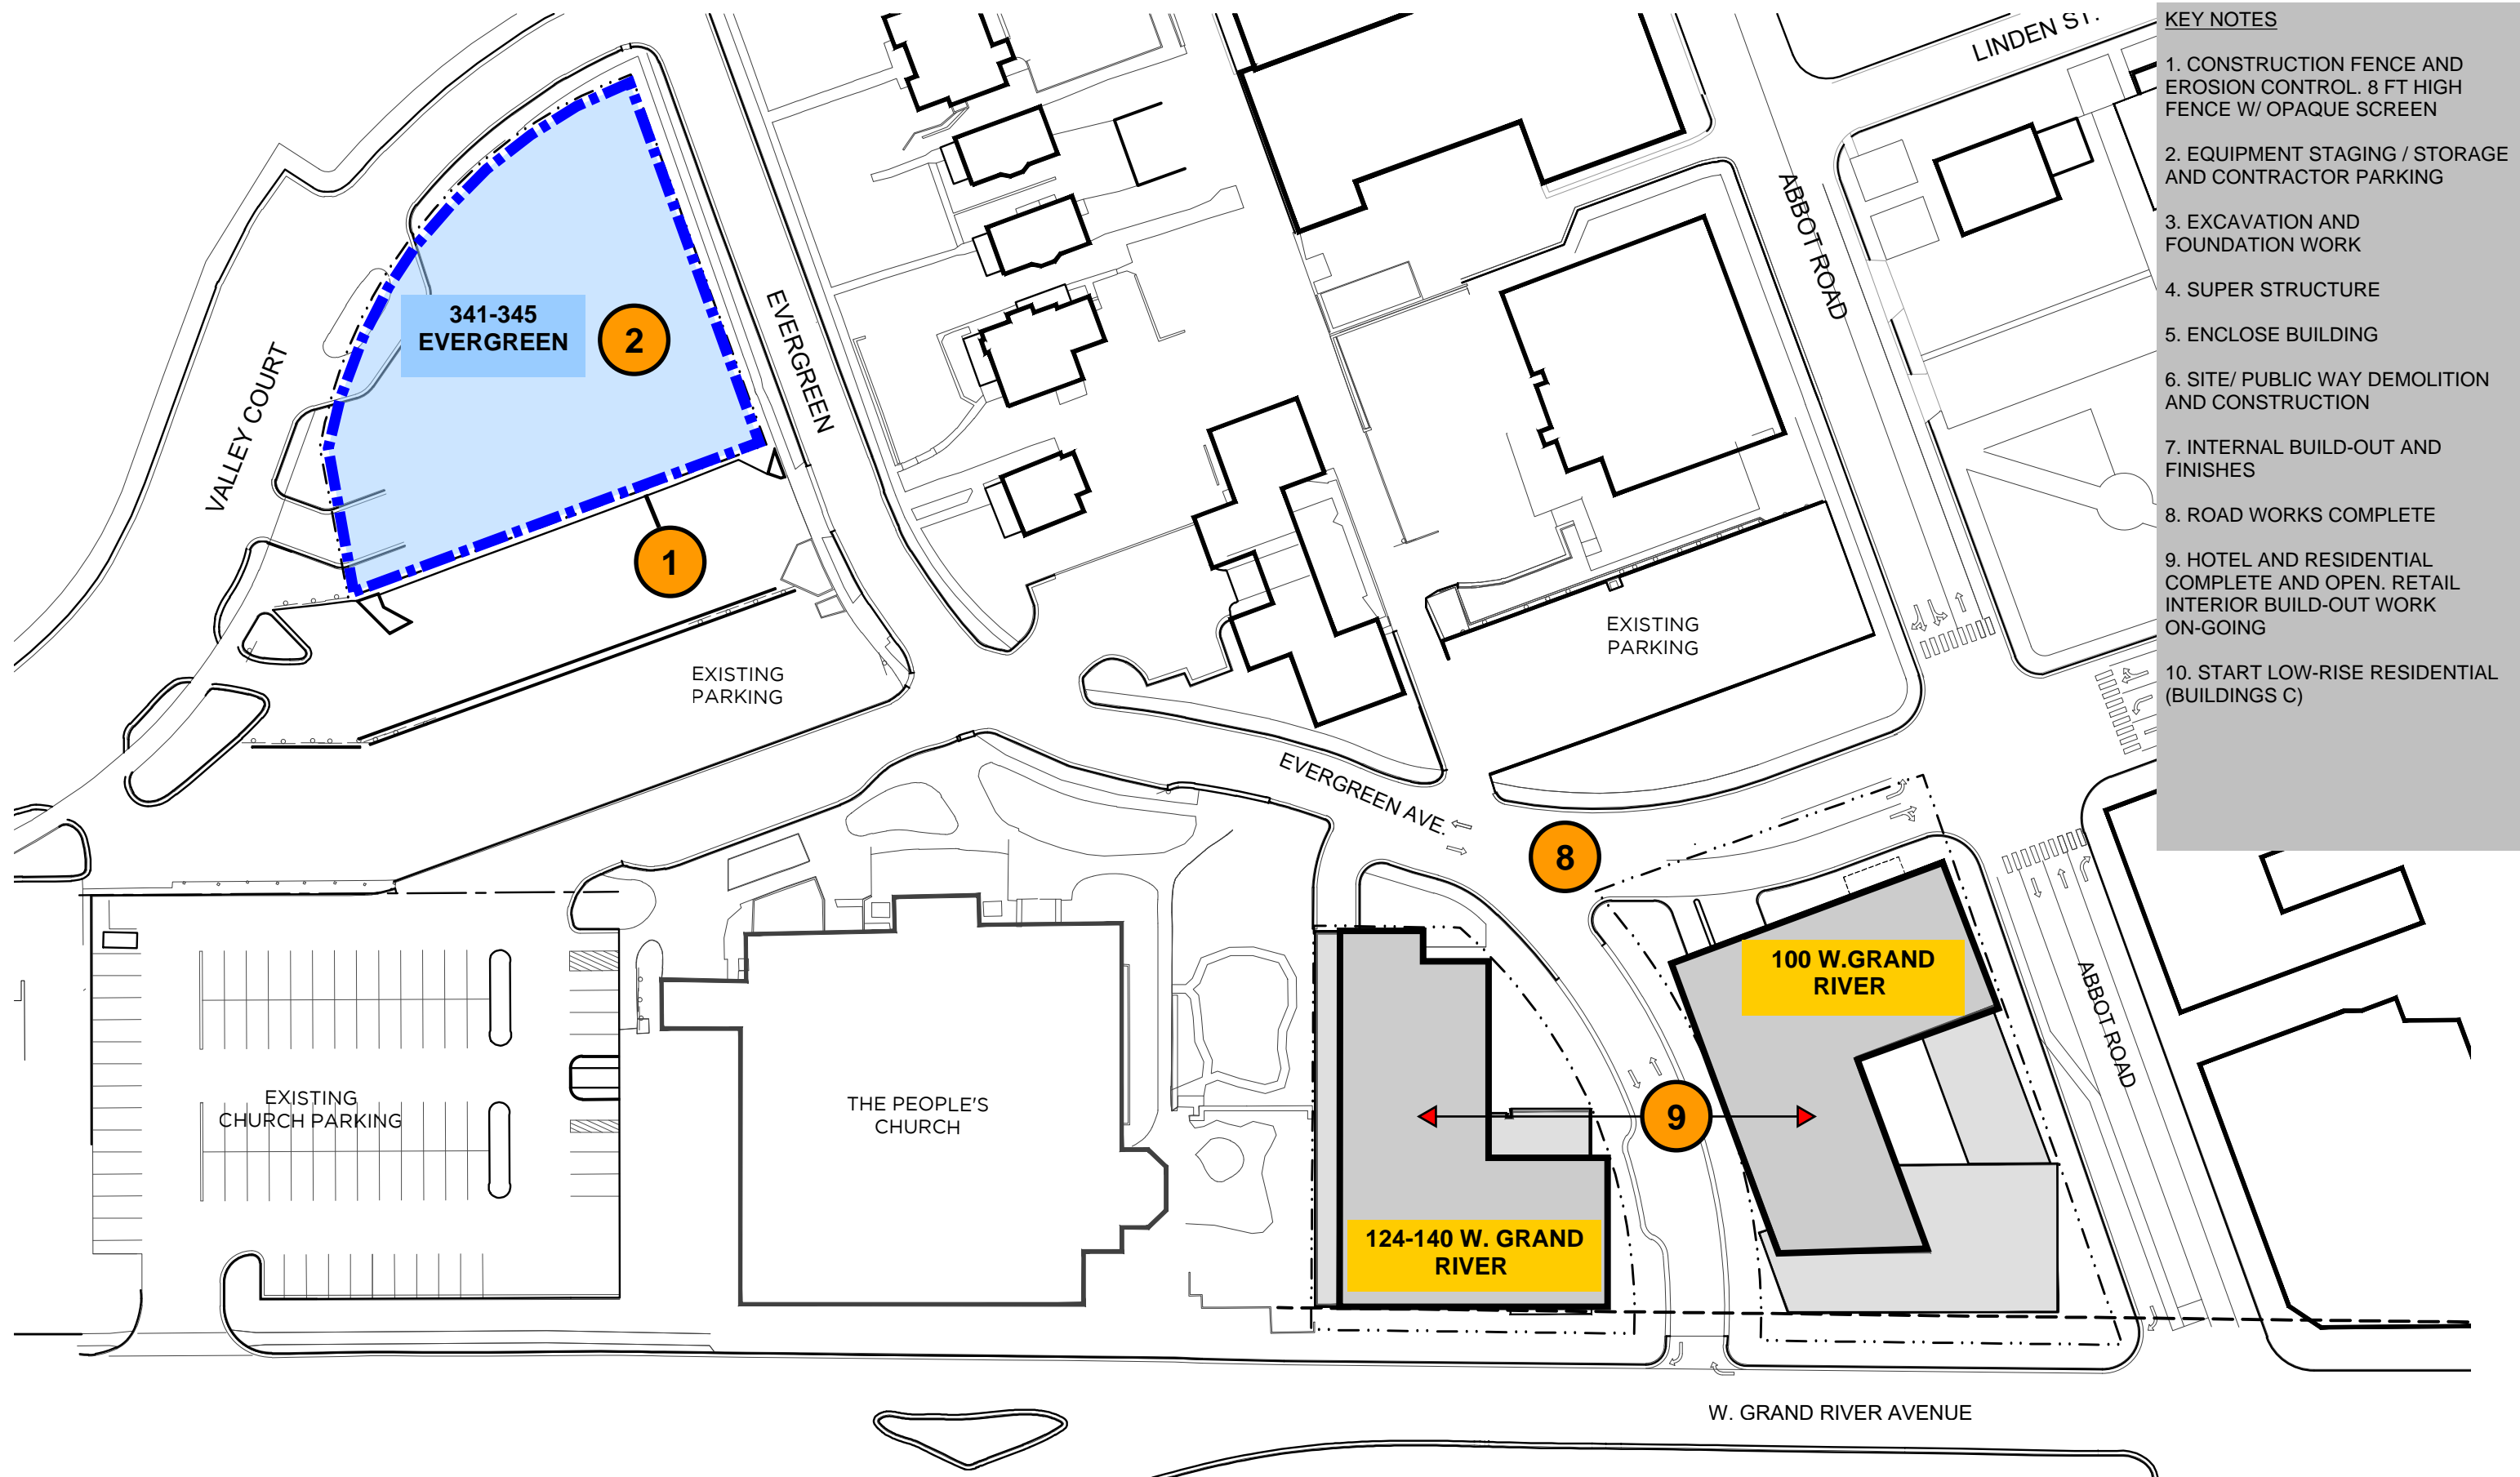 KEY NOTES
1. CONSTRUCTION FENCE AND
EROSION CONTROL. 8 FT HIGH
FENCE W/ OPAQUE SCREEN
2. EQUIPMENT STAGING / STORAGE
AND CONTRACTOR PARKING
3. EXCAVATION AND
FOUNDATION WORK
4. SUPER STRUCTURE
5. ENCLOSE BUILDING
6. SITE/ PUBLIC WAY DEMOLITION
AND CONSTRUCTION
7. INTERNAL BUILD-OUT AND
FINISHES
8. ROAD WORKS COMPLETE
9. HOTEL AND RESIDENTIAL
COMPLETE AND OPEN. RETAIL
INTERIOR BUILD-OUT WORK
ON-GOING
10. START LOW-RISE RESIDENTIAL
(BUILDINGS C)
LINDEN ST.
ABBOT ROAD
341-345
EVERGREEN
2
EVERGREEN
VALLEY COURT
1
EXISTING
PARKING
EXISTING
PARKING
EVERGREEN AVE.
8
100 W.GRAND
RIVER
ABBOT ROAD
EXISTING
CHURCH PARKING
THE PEOPLE'S
CHURCH
9
124-140 W. GRAND
RIVER
W. GRAND RIVER AVENUE